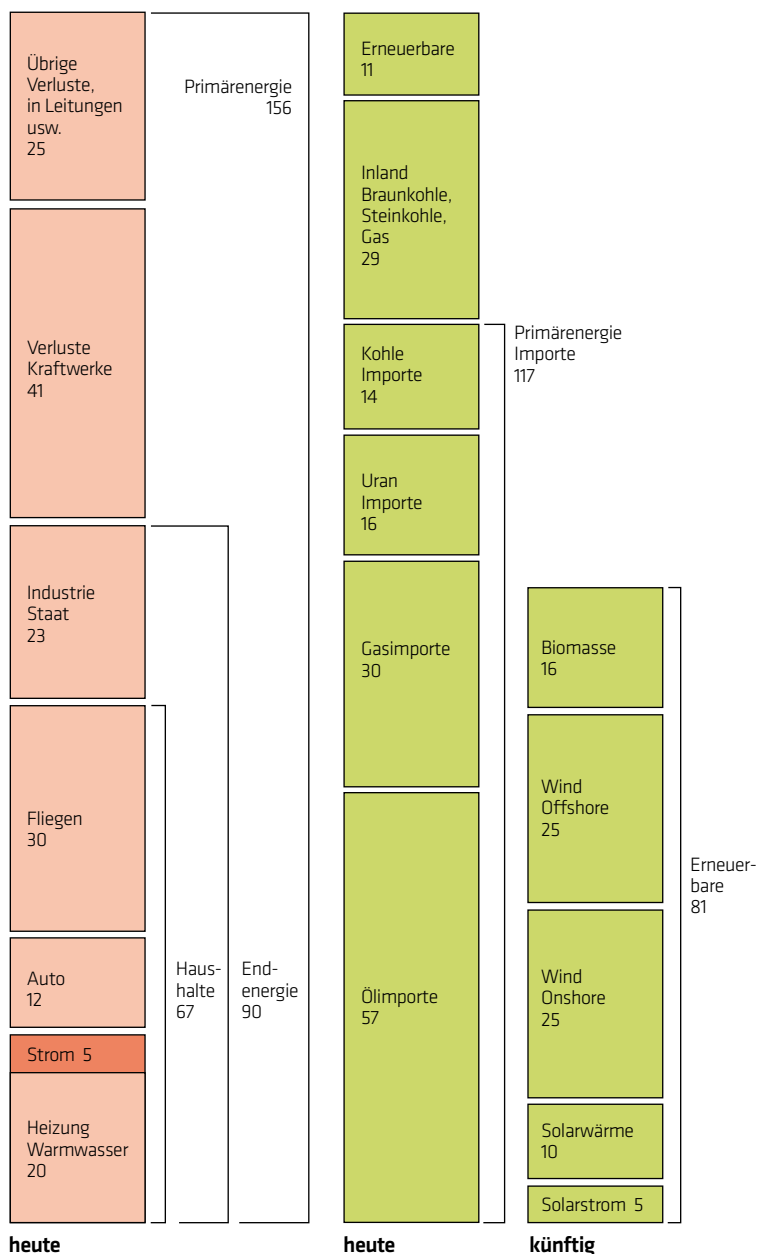 Übrige
Verluste,
in Leitungen
usw.
25
Verluste
Kraftwerke
41
Industrie
Staat
23
Fliegen
30
Auto
12
Strom 5
Heizung
Warmwasser
20
heute
Primärenergie
156
Haus-
halte
67
End-
energie
90
Erneuerbare
11
Inland
Braunkohle,
Steinkohle,
Gas
29
Kohle
Importe
14
Uran
Importe
16
Gasimporte
30
Ölimporte
57
heute
Primärenergie
Importe
117
Biomasse
16
Wind
Offshore
25
Wind
Onshore
25
Solarwärme
10
Solarstrom 5
künftig
Erneuer-
bare
81